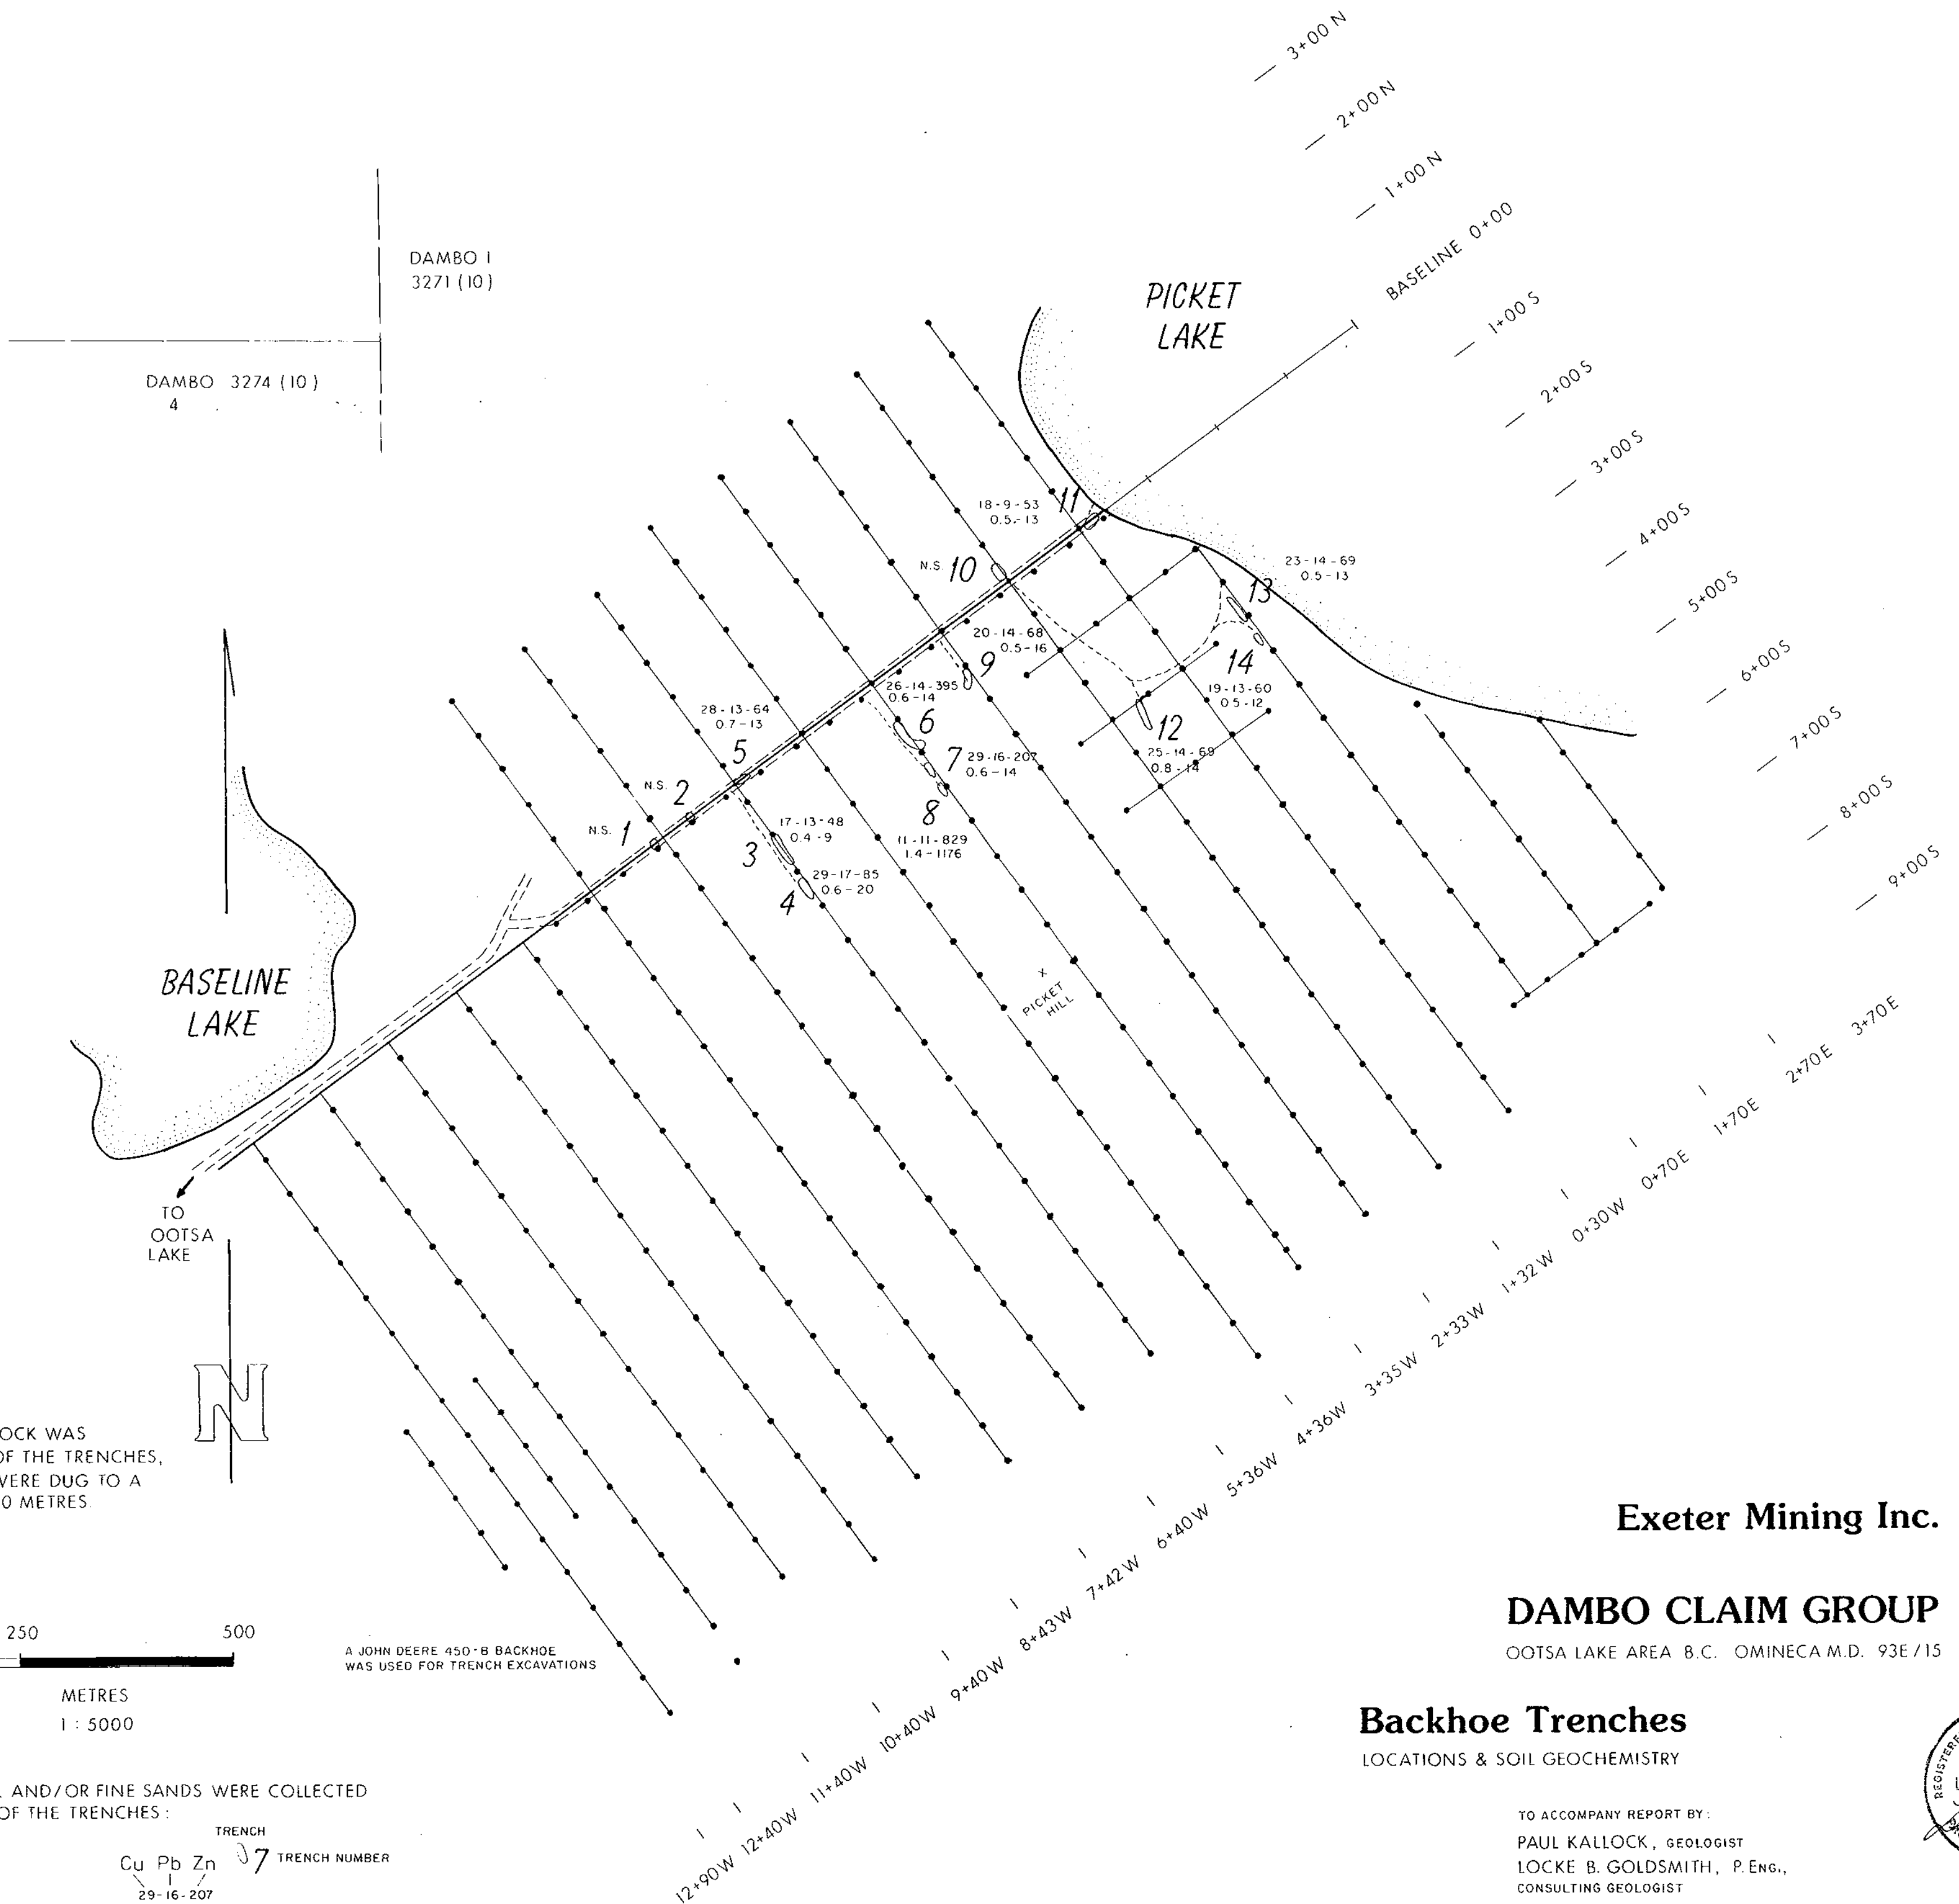 3+00 N
2+00 N
1+00 N
BASELINE 0+00
1+00 S
2+00 S
3+00 S
4+00 S
5+00 S
6+00 S
7+00 S
8+00 S
9+00 S
DAMBO 1
3271 (10)
DAMBO 3274 (10)
4
PICKET
LAKE
18-9-53
0.5-13
11
N.S. 10
23-14-69
0.5-13
13
20-14-68
0.5-16
9
14
19-13-60
0.5-12
26-14-395
0.6-14
6
12
25-14-69
0.8-14
28-13-64
0.7-13
5
7 29-16-207
0.6-14
8
N.S. 2
N.S. 1
17-13-48
0.4-9
3
11-11-829
1.4-1176
29-17-85
0.6-20
4
BASELINE
LAKE
x
PICKET
HILL
TO
OOTSA
LAKE
N
3+70E
2+70E
1+70E
0+70E
0+30W
1+32W
2+33W
3+35W
4+36W
5+36W
6+40W
7+42W
8+43W
9+40W
10+40W
11+40W
12+40W
12+90W
OCK WAS
OF THE TRENCHES,
WERE DUG TO A
0 METRES.
250 500
METRES
1 : 5000
A JOHN DEERE 450-B BACKHOE
WAS USED FOR TRENCH EXCAVATIONS
AND/OR FINE SANDS WERE COLLECTED
OF THE TRENCHES :
TRENCH
7 TRENCH NUMBER
Cu Pb Zn
29-16-207
Exeter Mining Inc.
DAMBO CLAIM GROUP
OOTSA LAKE AREA B.C. OMINECA M.D. 93E/15
Backhoe Trenches
LOCATIONS & SOIL GEOCHEMISTRY
TO ACCOMPANY REPORT BY :
PAUL KALLOCK, GEOLOGIST
LOCKE B. GOLDSMITH, P. ENG.,
CONSULTING GEOLOGIST
REGISTERE